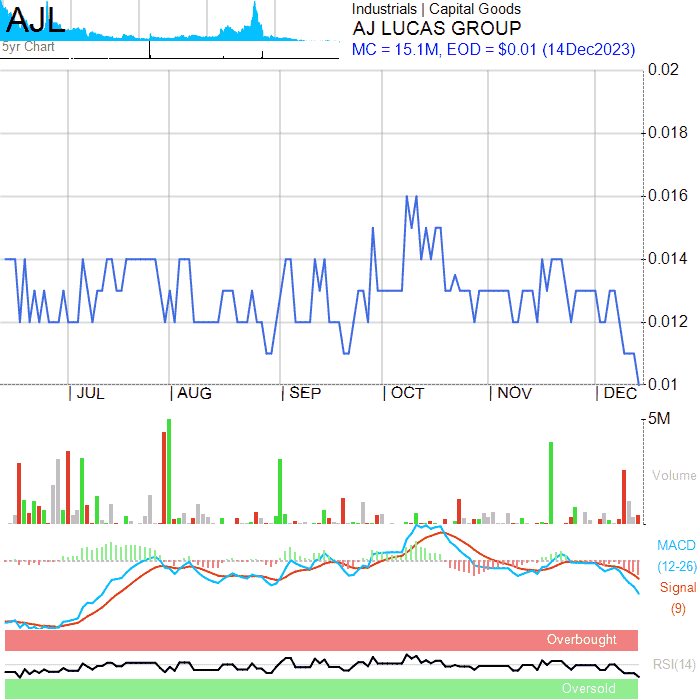 AJL
5yr Chart
Industrials | Capital Goods
AJ LUCAS GROUP
MC = 15.1M, EOD = $0.01 (14Dec2023)
0.02
0.018
0.016
0.014
0.012
0.01
| JUL | AUG | SEP | OCT | NOV | DEC
5M
Volume
MACD
(12-26)
Signal
(9)
Overbought
RSI(14)
Oversold